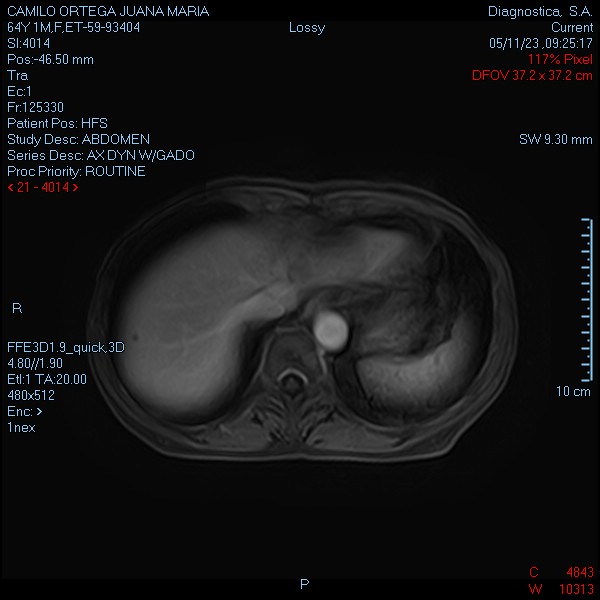 CAMILO ORTEGA JUANA MARIA
64Y 1M,F,ET-59-93404
SI:4014
Pos:-46.50 mm
Tra
Ec:1
Fr:125330
Patient Pos: HFS
Study Desc: ABDOMEN
Series Desc: AX DYN W/GADO
Proc Priority: ROUTINE
< 21 - 4014 >
Lossy
Diagnostica, S.A.
Current
05/11/23 ,09:25:17
117% Pixel
DFOV 37.2 x 37.2 cm
SW 9.30 mm
R
FFE3D1.9_quick,3D
4.80//1.90
Etl:1 TA:20.00
480x512
Enc: >
1nex
10 cm
P
C 4843
W 10313